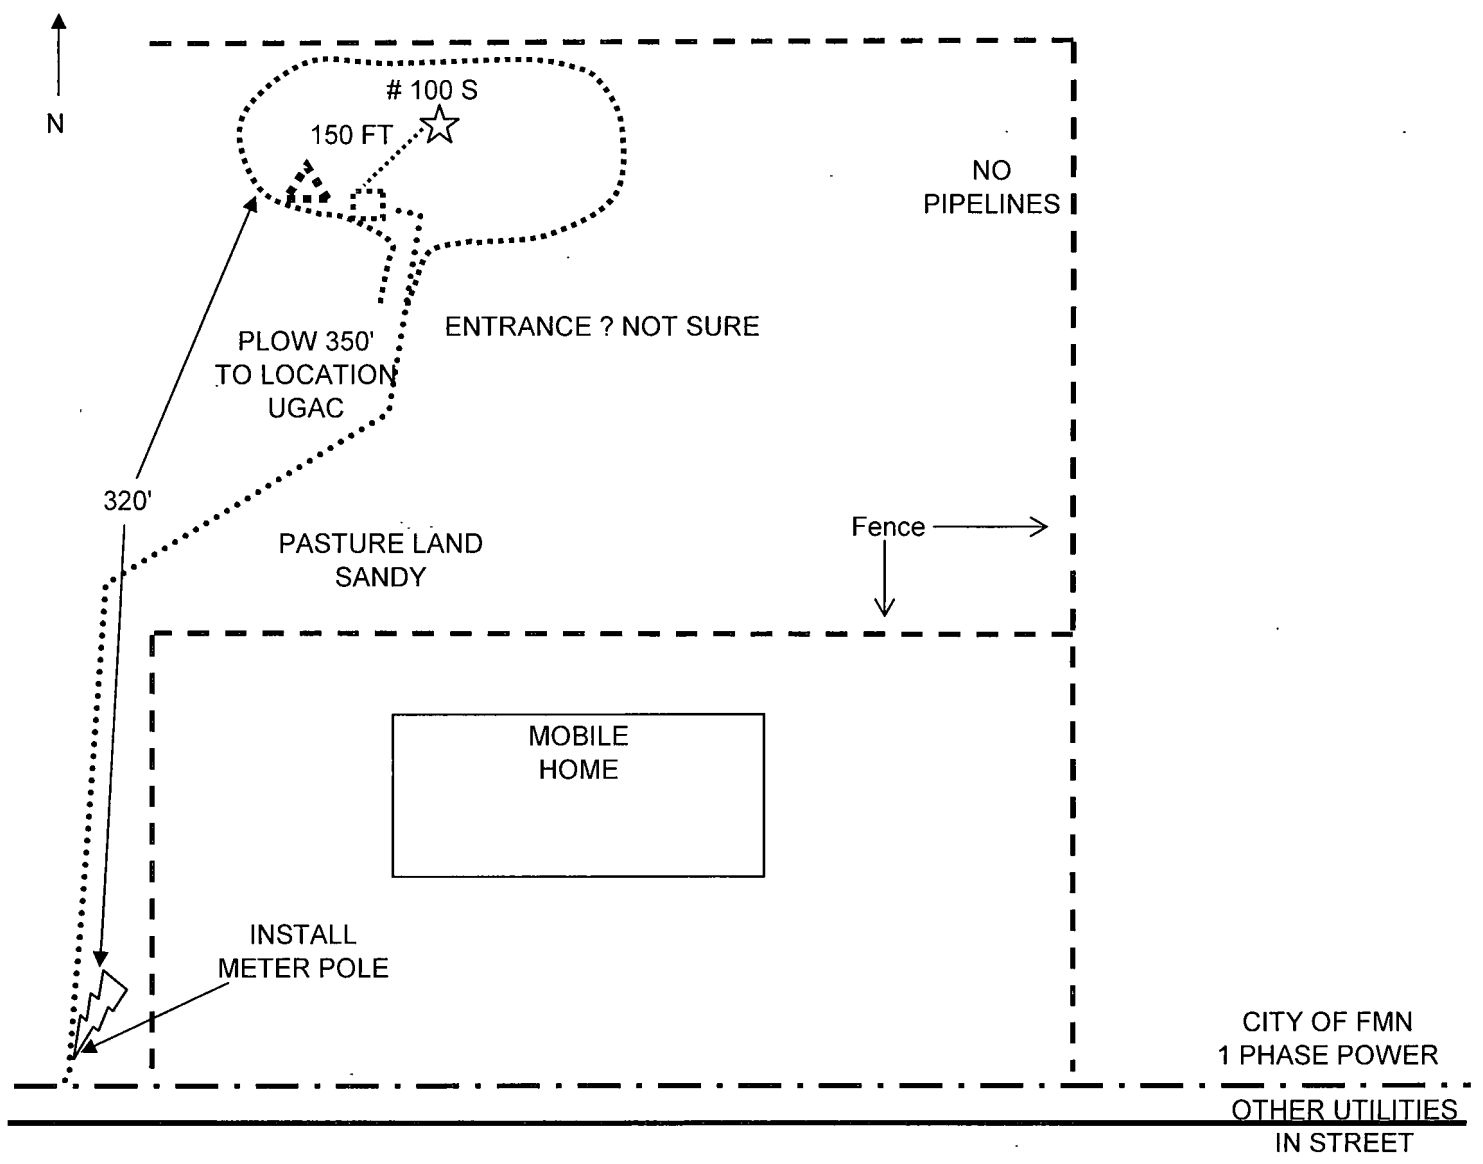 # 100 S
150 FT
N
NO
PIPELINES
ENTRANCE ? NOT SURE
PLOW 350'
TO LOCATION
UGAC
320'
Fence
PASTURE LAND
SANDY
MOBILE
HOME
INSTALL
METER POLE
CITY OF FMN
1 PHASE POWER
OTHER UTILITIES
IN STREET